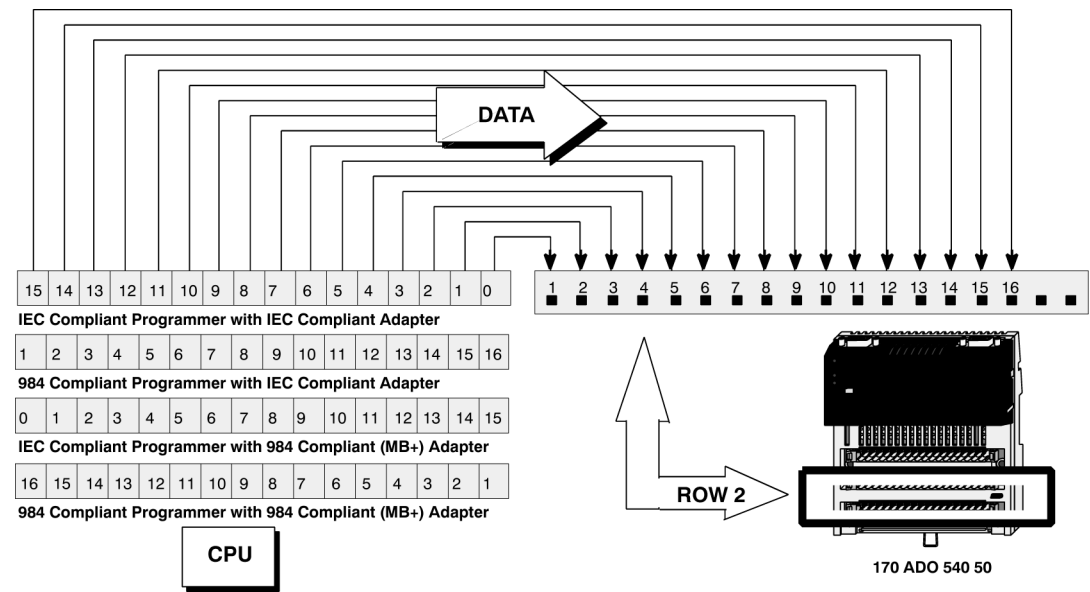 DATA
15 14 13 12 11 10 9 8 7 6 5 4 3 2 1 0
1 2 3 4 5 6 7 8 9 10 11 12 13 14 15 16
IEC Compliant Programmer with IEC Compliant Adapter
1 2 3 4 5 6 7 8 9 10 11 12 13 14 15 16
984 Compliant Programmer with IEC Compliant Adapter
0 1 2 3 4 5 6 7 8 9 10 11 12 13 14 15
IEC Compliant Programmer with 984 Compliant (MB+) Adapter
16 15 14 13 12 11 10 9 8 7 6 5 4 3 2 1
984 Compliant Programmer with 984 Compliant (MB+) Adapter
ROW 2
CPU
170 ADO 540 50